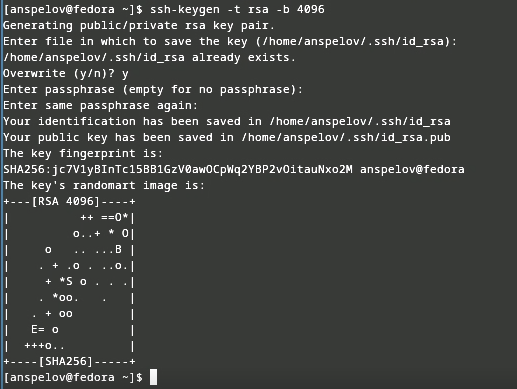 [anspelov@fedora ~]$ ssh-keygen -t rsa -b 4096
Generating public/private rsa key pair.
Enter file in which to save the key (/home/anspelov/.ssh/id_rsa):
/home/anspelov/.ssh/id_rsa already exists.
Overwrite (y/n)? y
Enter passphrase (empty for no passphrase):
Enter same passphrase again:
Your identification has been saved in /home/anspelov/.ssh/id_rsa
Your public key has been saved in /home/anspelov/.ssh/id_rsa.pub
The key fingerprint is:
SHA256:jc7V1yBInTc15BB1GzV0awOCpWq2YBP2vOitauNxo2M anspelov@fedora
The key's randomart image is:
+---[RSA 4096]----+
|          ++ ==O*|
|         o..+ * O|
|     o   .. ...B |
|    . + .o . ..o.|
|     + *S o . . .|
|    . *oo.   .   |
|   . + oo        |
|   E= o          |
|  +++o..         |
+----[SHA256]-----+
[anspelov@fedora ~]$